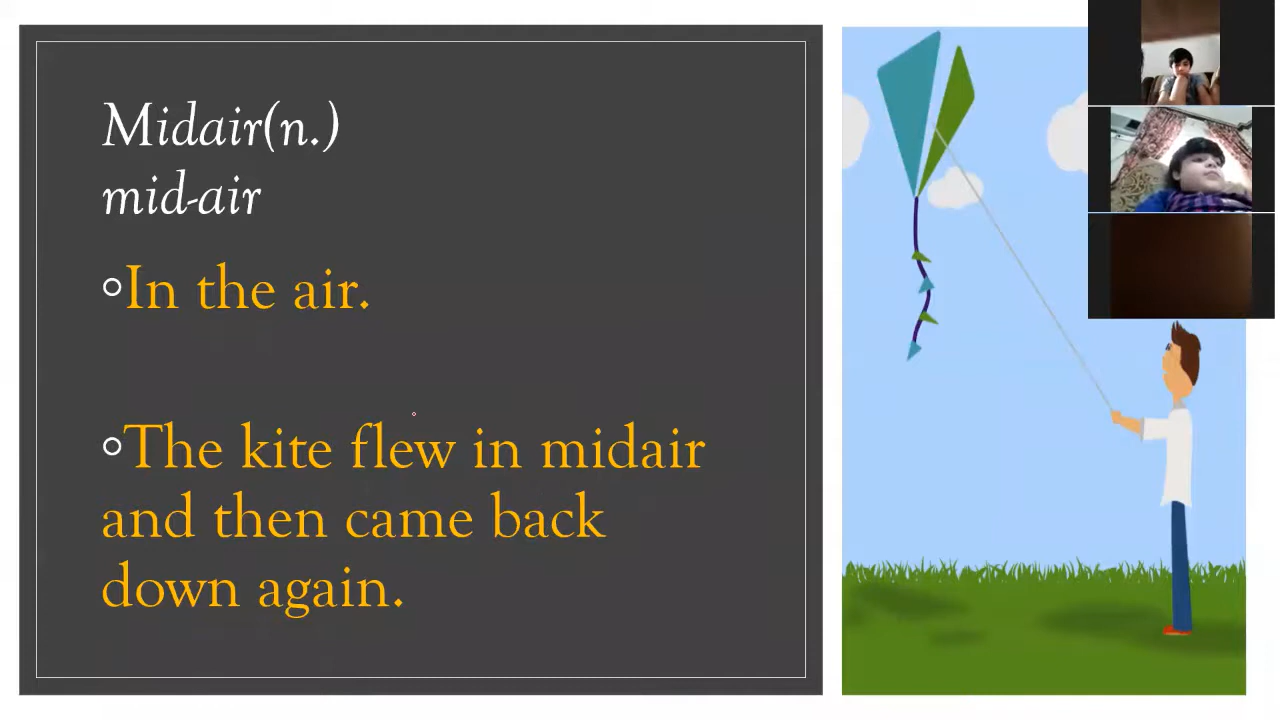 Midair(n.)
mid-air
In the air.
The kite flew in midair
and then came back
down again.